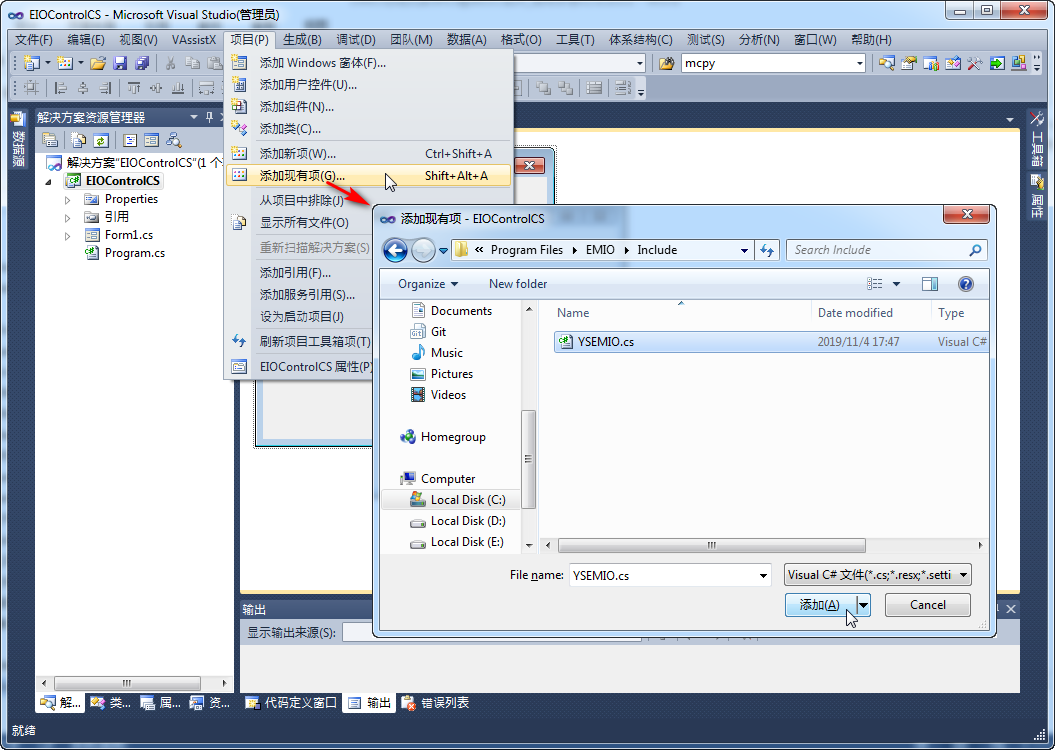 EIOControlCS - Microsoft Visual Studio(管理员)
文件(F) 编辑(E) 视图(V) VAssistX 项目(P) 生成(B) 调试(D) 团队(M) 数据(A) 格式(O) 工具(T) 体系结构(C) 测试(S) 分析(N) 窗口(W) 帮助(H)
mcpy
添加 Windows 窗体(F)...
添加用户控件(U)...
添加组件(N)...
添加类(C)...
添加新项(W)... Ctrl+Shift+A
添加现有项(G)... Shift+Alt+A
从项目中排除(J)
显示所有文件(O)
重新扫描解决方案(S)
添加引用(F)...
添加服务引用(S)...
设为启动项目(J)
刷新项目工具箱项(T)
EIOControlCS 属性(P)
数据源
解决方案资源管理器
解决方案"EIOControlCS"(1 个
EIOControlCS
Properties
引用
Form1.cs
Program.cs
工具箱
属性
添加现有项 - EIOControlCS
« Program Files EMIO Include
Search Include
Organize New folder
Documents
Git
Music
Pictures
Videos
Homegroup
Computer
Local Disk (C:)
Local Disk (D:)
Local Disk (E:)
Name Date modified Type
YSEMIO.cs 2019/11/4 17:47 Visual C#
File name: YSEMIO.cs Visual C# 文件(*.cs;*.resx;*.setti
添加(A) Cancel
输出
显示输出来源(S):
解... 类... 属... 资... 代码定义窗口 输出 错误列表
就绪